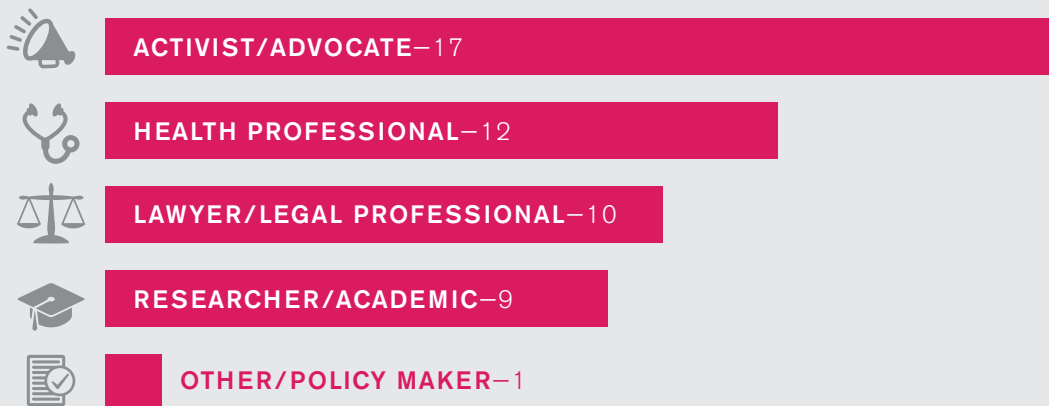 ACTIVIST/ADVOCATE–17
HEALTH PROFESSIONAL–12
LAWYER/LEGAL PROFESSIONAL–10
RESEARCHER/ACADEMIC–9
OTHER/POLICY MAKER–1